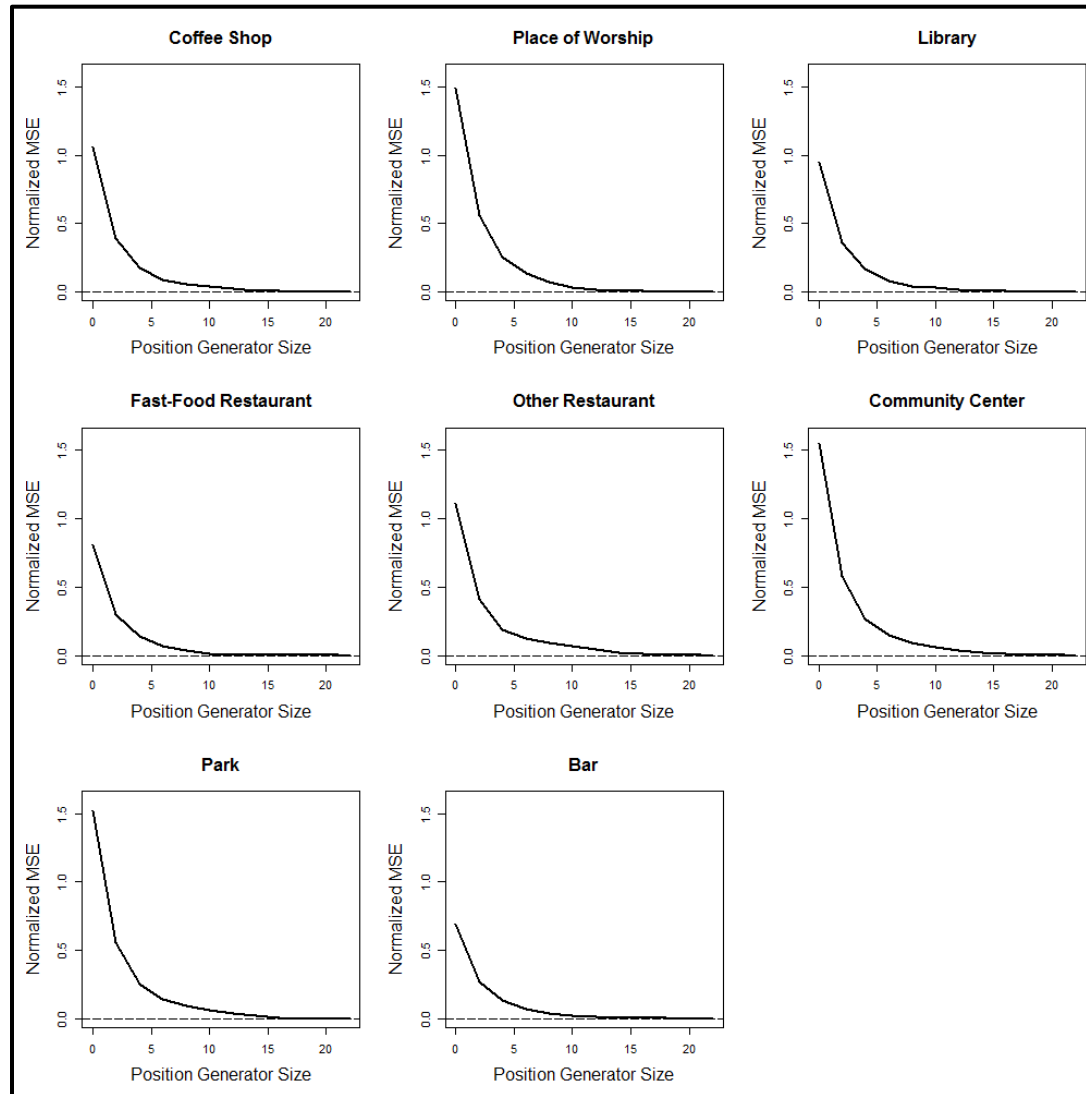 Coffee Shop
Normalized MSE
1.5
1.0
0.5
0.0
0 5 10 15 20
Position Generator Size
Place of Worship
Normalized MSE
1.5
1.0
0.5
0.0
0 5 10 15 20
Position Generator Size
Library
Normalized MSE
1.5
1.0
0.5
0.0
0 5 10 15 20
Position Generator Size
Fast-Food Restaurant
Normalized MSE
1.5
1.0
0.5
0.0
0 5 10 15 20
Position Generator Size
Other Restaurant
Normalized MSE
1.5
1.0
0.5
0.0
0 5 10 15 20
Position Generator Size
Community Center
Normalized MSE
1.5
1.0
0.5
0.0
0 5 10 15 20
Position Generator Size
Park
Normalized MSE
1.5
1.0
0.5
0.0
0 5 10 15 20
Position Generator Size
Bar
Normalized MSE
1.5
1.0
0.5
0.0
0 5 10 15 20
Position Generator Size